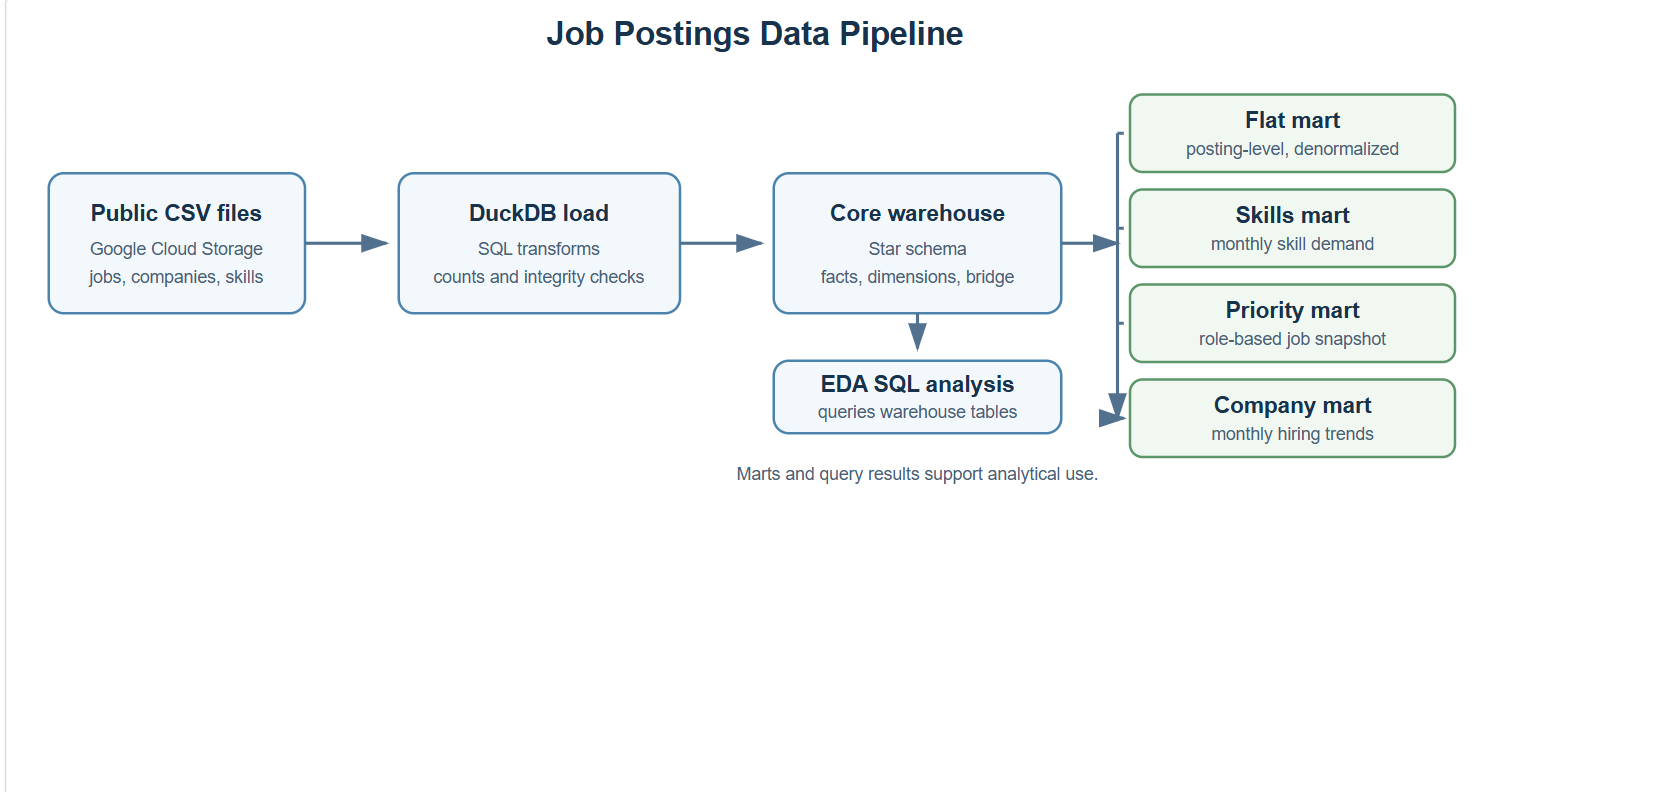 Job Postings Data Pipeline
Public CSV files
Google Cloud Storage
jobs, companies, skills
DuckDB load
SQL transforms
counts and integrity checks
Core warehouse
Star schema
facts, dimensions, bridge
EDA SQL analysis
queries warehouse tables
Marts and query results support analytical use.
Flat mart
posting-level, denormalized
Skills mart
monthly skill demand
Priority mart
role-based job snapshot
Company mart
monthly hiring trends